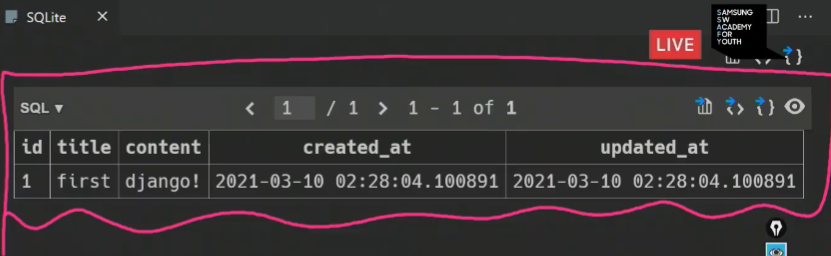 SQLite
SAMSUNG
SW
ACADEMY
FOR
YOUTH
LIVE
SQL
1 / 1 1 - 1 of 1
id title content created_at updated_at
1 first django! 2021-03-10 02:28:04.100891 2021-03-10 02:28:04.100891